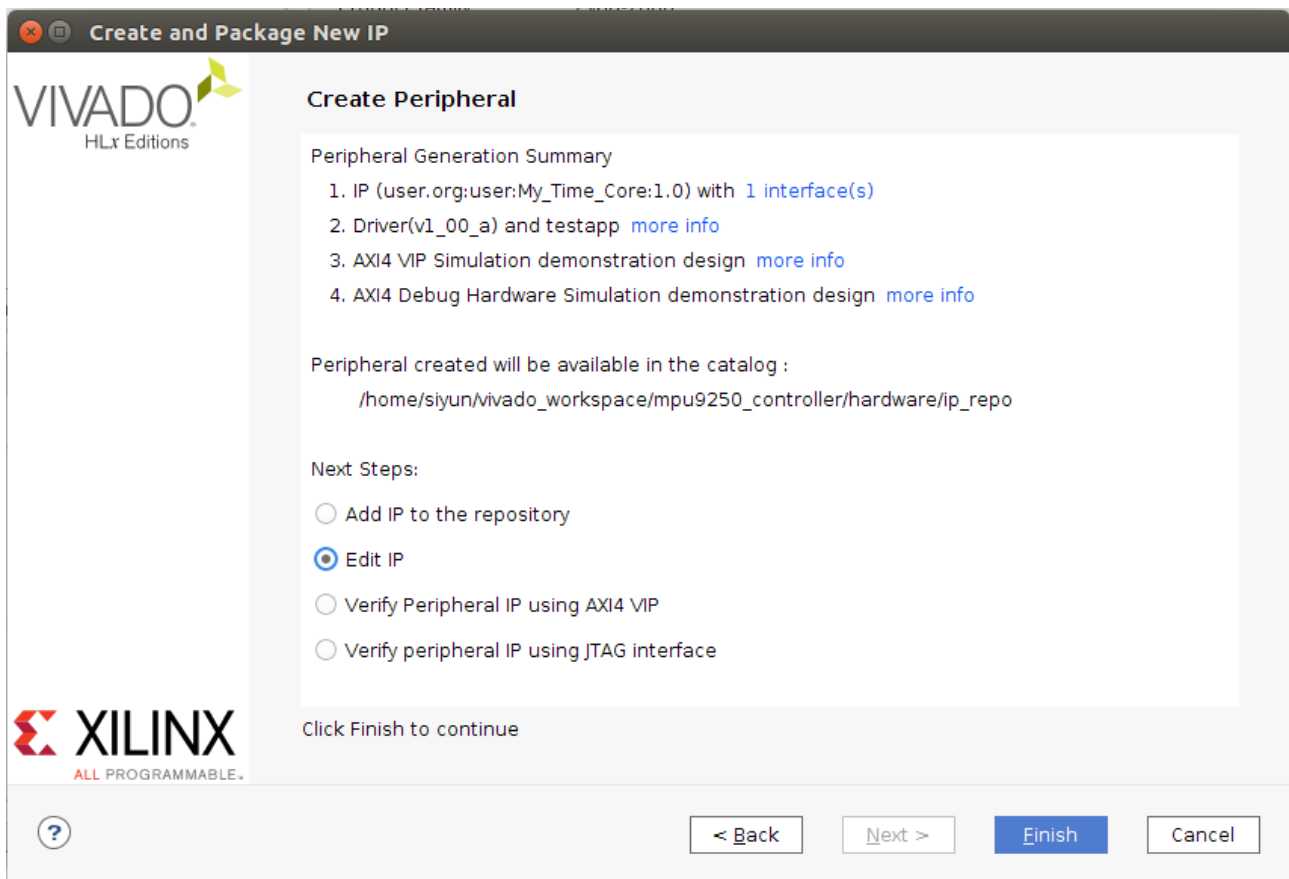 Create and Package New IP
VIVADO
HLx Editions
Create Peripheral
Peripheral Generation Summary
1. IP (user.org:user:My_Time_Core:1.0) with 1 interface(s)
2. Driver(v1_00_a) and testapp more info
3. AXI4 VIP Simulation demonstration design more info
4. AXI4 Debug Hardware Simulation demonstration design more info
Peripheral created will be available in the catalog :
/home/siyun/vivado_workspace/mpu9250_controller/hardware/ip_repo
Next Steps:
Add IP to the repository
Edit IP
Verify Peripheral IP using AXI4 VIP
Verify peripheral IP using JTAG interface
Click Finish to continue
XILINX
ALL PROGRAMMABLE™
?
< Back
Next >
Finish
Cancel